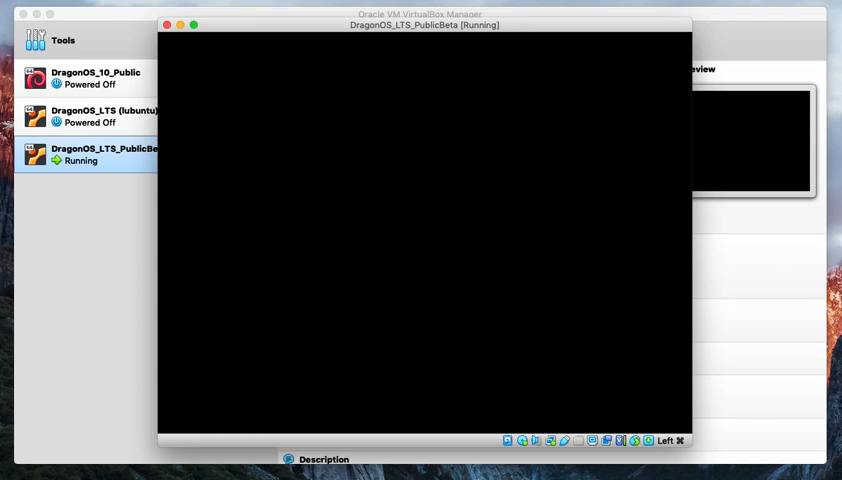 Oracle VM VirtualBox Manager
DragonOS_LTS_PublicBeta [Running]
Tools
DragonOS_10_Public
Powered Off
DragonOS_LTS (lubuntu)
Powered Off
DragonOS_LTS_PublicBe
Running
eview
Left ⌘
Description